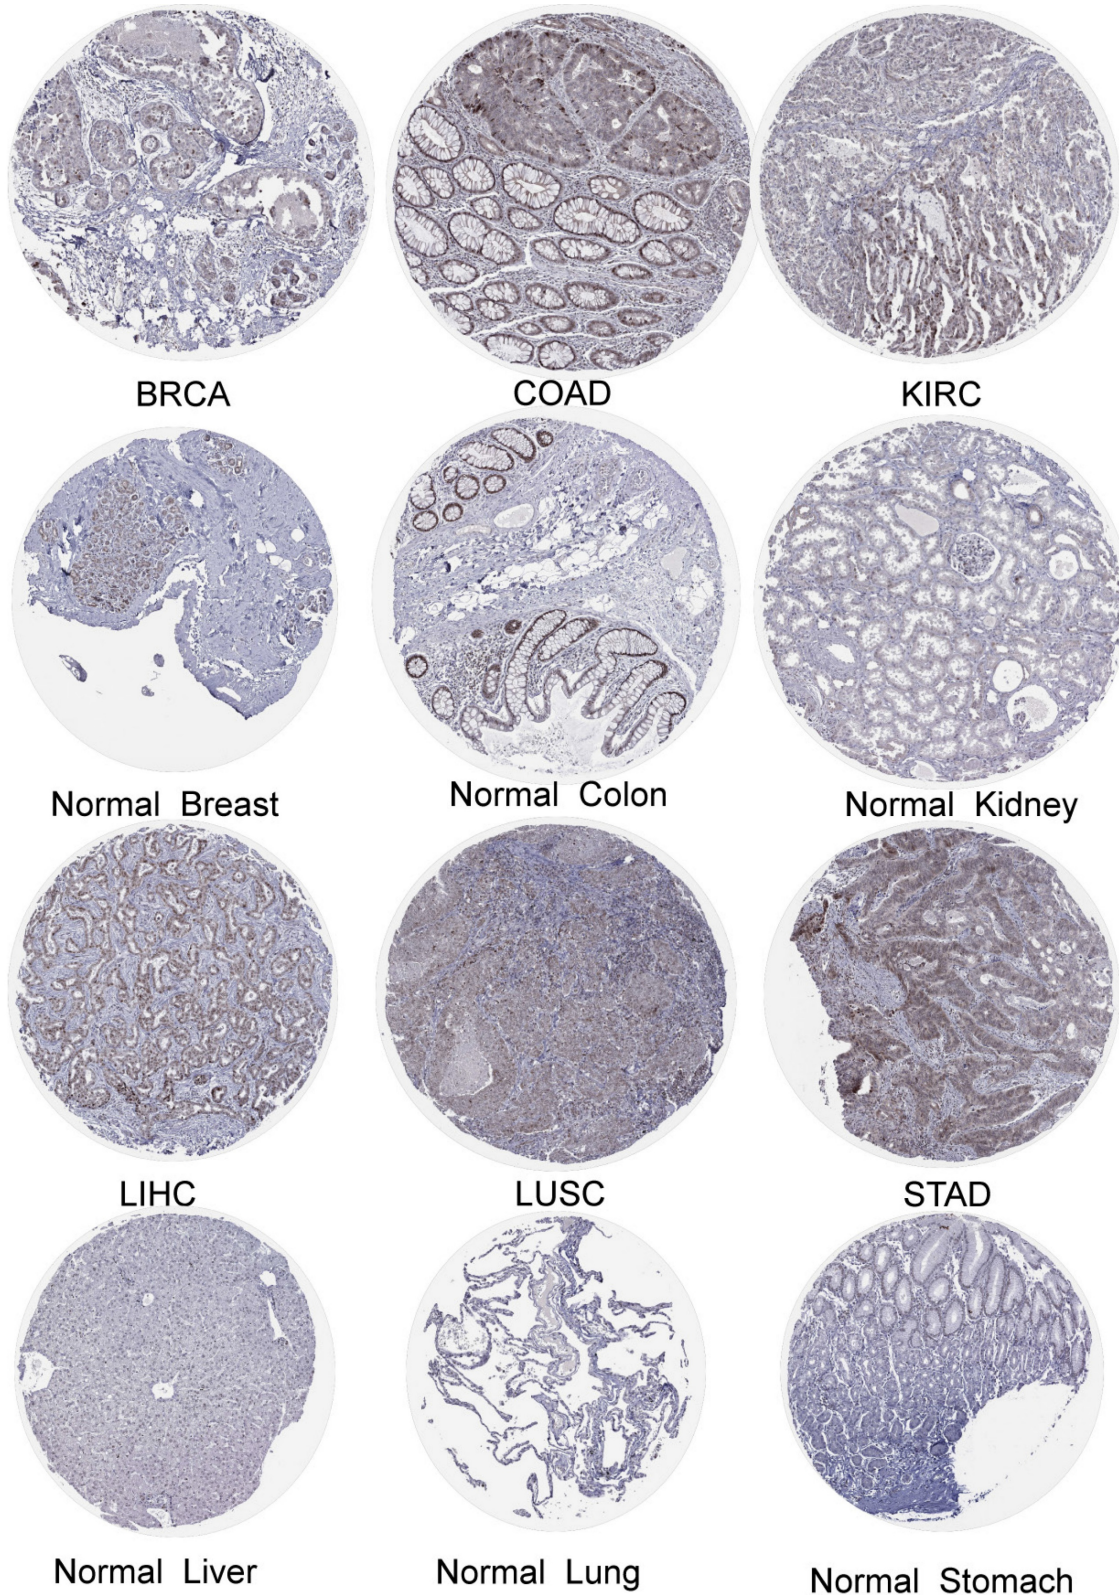 BRCA COAD KIRC
Normal Breast Normal Colon Normal Kidney
LIHC LUSC STAD
Normal Liver Normal Lung Normal Stomach